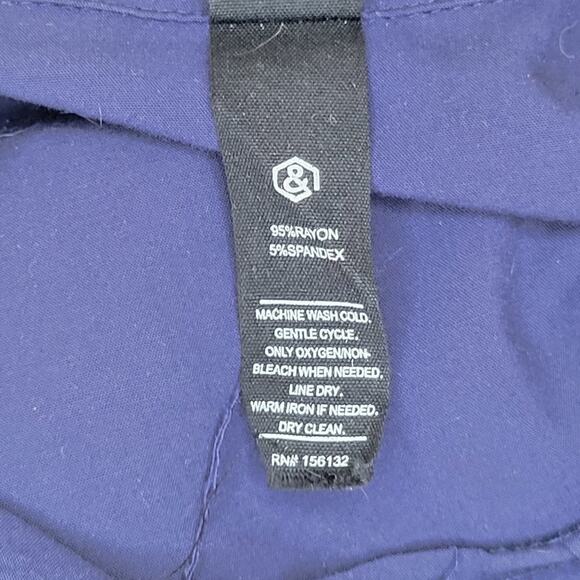 &
95%RAYON
5%SPANDEX
MACHINE WASH COLD.
GENTLE CYCLE.
ONLY OXYGEN/NON-
BLEACH WHEN NEEDED.
LINE DRY.
WARM IRON IF NEEDED.
DRY CLEAN.
RN# 156132